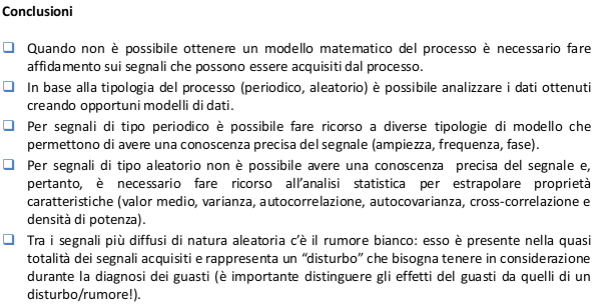 Conclusioni
❑ Quando non è possibile ottenere un modello matematico del processo è necessario fare
affidamento sui segnali che possono essere acquisiti dal processo.
❑ In base alla tipologia del processo (periodico, aleatorio) è possibile analizzare i dati ottenuti
creando opportuni modelli di dati.
❑ Per segnali di tipo periodico è possibile fare ricorso a diverse tipologie di modello che
permettono di avere una conoscenza precisa del segnale (ampiezza, frequenza, fase).
❑ Per segnali di tipo aleatorio non è possibile avere una conoscenza precisa del segnale e,
pertanto, è necessario fare ricorso all'analisi statistica per estrapolare proprietà
caratteristiche (valor medio, varianza, autocorrelazione, autocovarianza, cross-correlazione e
densità di potenza).
❑ Tra i segnali più diffusi di natura aleatoria c'è il rumore bianco: esso è presente nella quasi
totalità dei segnali acquisiti e rappresenta un "disturbo" che bisogna tenere in considerazione
durante la diagnosi dei guasti (è importante distinguere gli effetti del guasti da quelli di un
disturbo/rumore!).